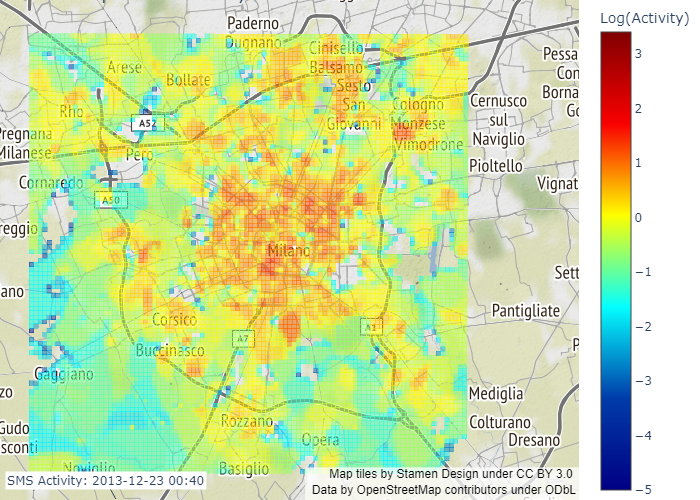 Log(Activity)
3
2
1
0
−1
−2
−3
−4
−5
Paderno
Dugnano
Cinisello
Balsamo
Sesto
San
Giovanni
Arese
Bollate
Rho
Pero
A52
A50
Pregnana
Milanese
Cornaredo
reggio
ano
Cologno
Monzese
Vimodrone
Cernusco
sul
Naviglio
Pioltello
Pessa
Borna
Vignat
Milano
Sett
Pantigliate
Corsico
Buccinasco
A7
A1
Gaggiano
zo
Gudo
sconti
Rozzano
Opera
Mediglia
Colturano
Dresano
Noviglio
Basiglio
SMS Activity: 2013-12-23 00:40
Map tiles by Stamen Design under CC BY 3.0
Data by OpenStreetMap contributors under ODbL